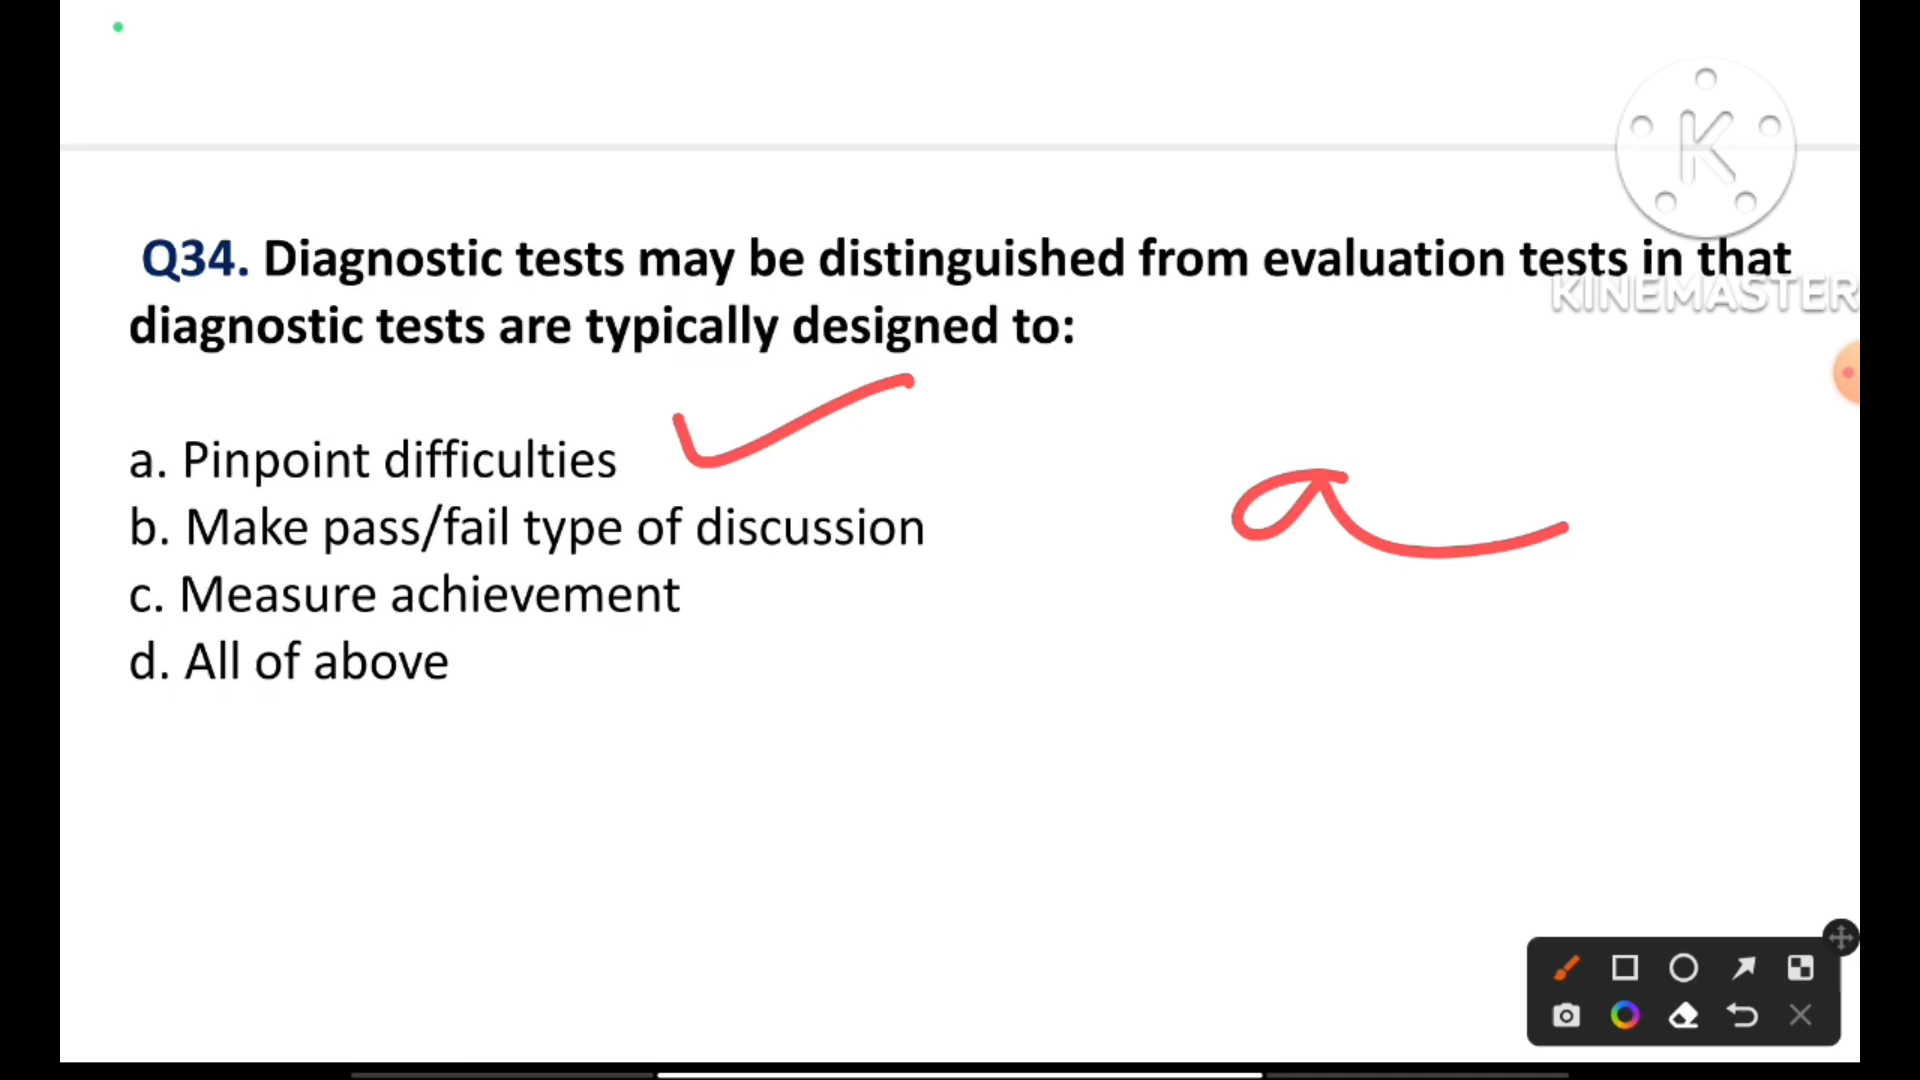 K
Q34. Diagnostic tests may be distinguished from evaluation tests in that
KINEMASTER
diagnostic tests are typically designed to:
a. Pinpoint difficulties
a
b. Make pass/fail type of discussion
c. Measure achievement
d. All of above